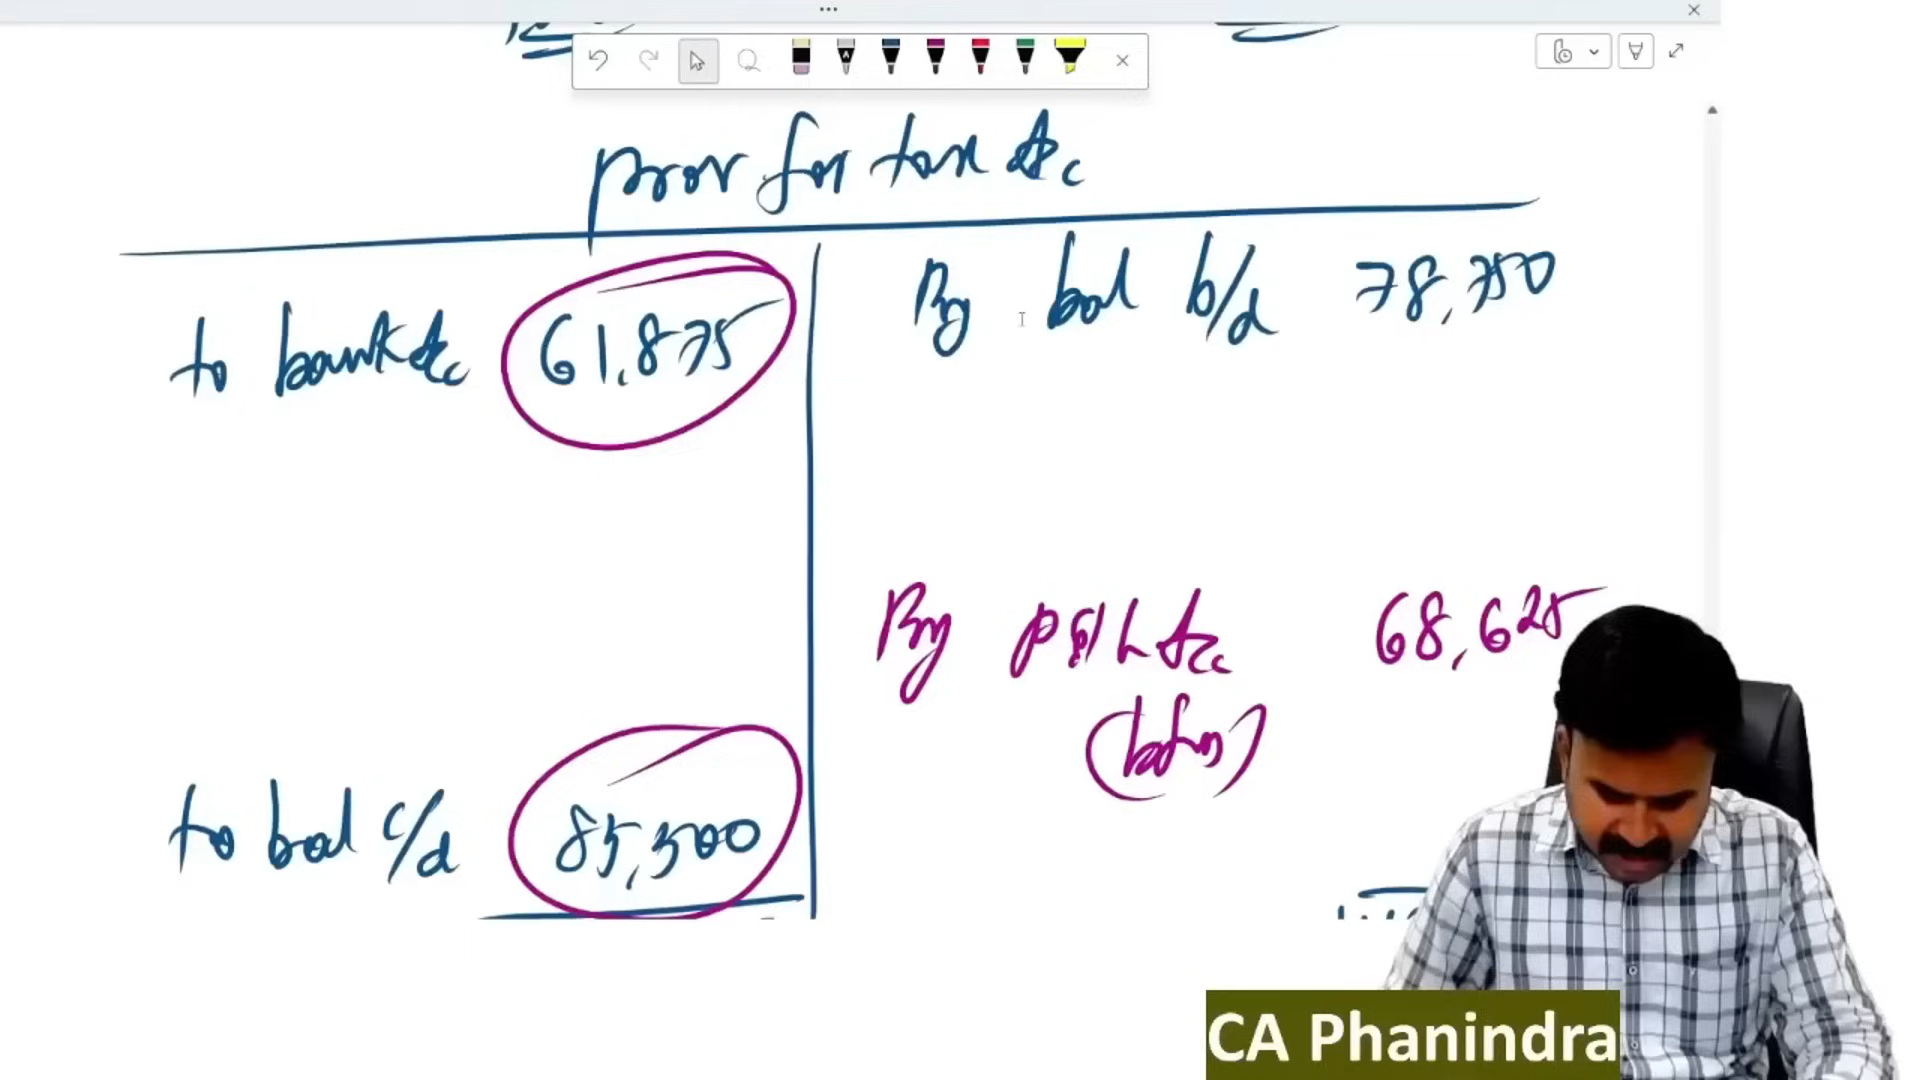 prov for tax A/c
to bank A/c 61,875
By bal b/d 78,750
By P&L A/c 68,625
(bal fig)
to bal c/d 85,500
CA Phanindra